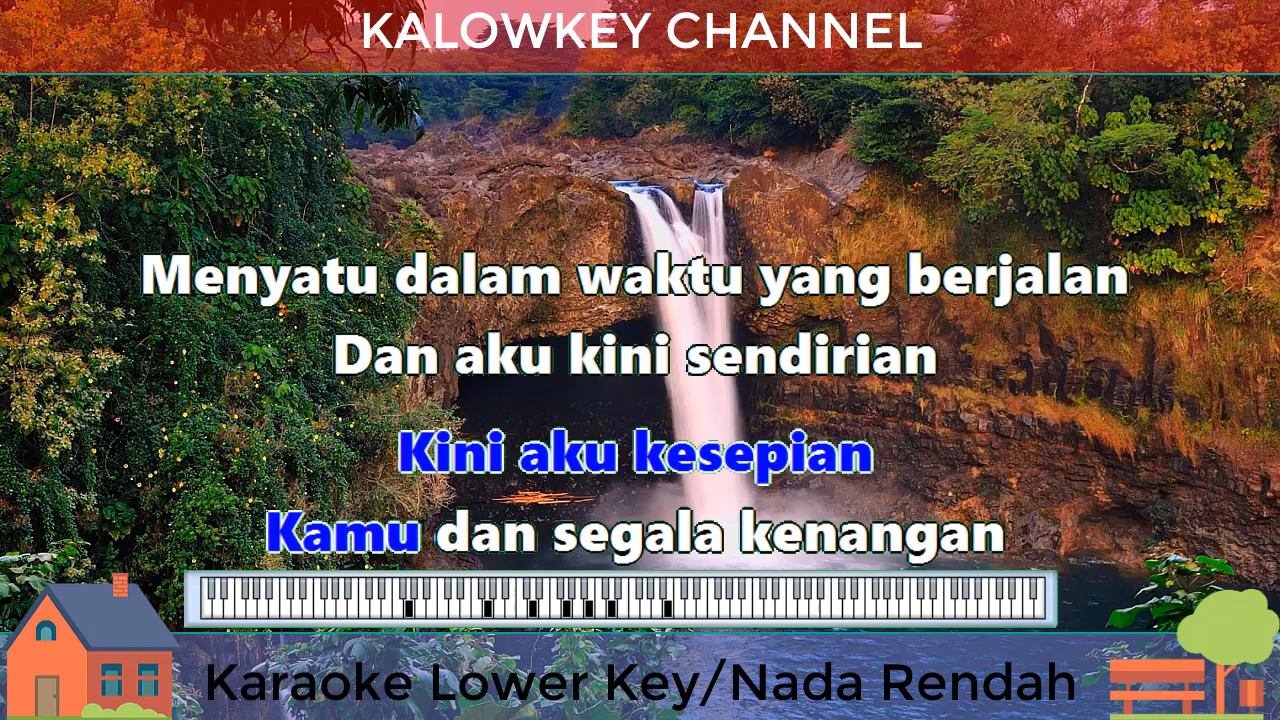 KALOWKEY CHANNEL
Menyatu dalam waktu yang berjalan
Dan aku kini sendirian
Kini aku kesepian
Kamu dan segala kenangan
Karaoke Lower Key/Nada Rendah